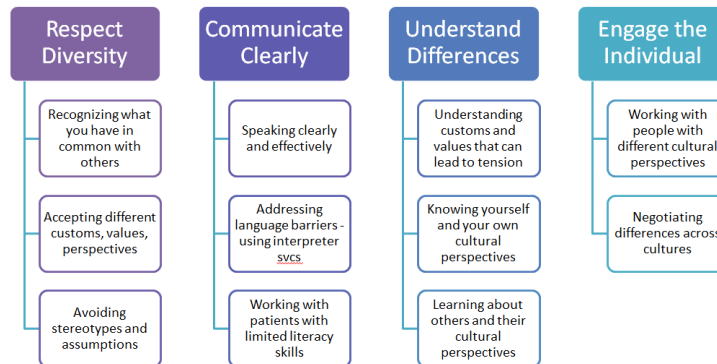 Respect
Diversity
Recognizing what
you have in
common with
others
Accepting different
customs, values,
perspectives
Avoiding
stereotypes and
assumptions
Communicate
Clearly
Speaking clearly
and effectively
Addressing
language barriers -
using interpreter
svcs
Working with
patients with
limited literacy
skills
Understand
Differences
Understanding
customs and
values that can
lead to tension
Knowing yourself
and your own
cultural
perspectives
Learning about
others and their
cultural
perspectives
Engage the
Individual
Working with
people with
different cultural
perspectives
Negotiating
differences across
cultures